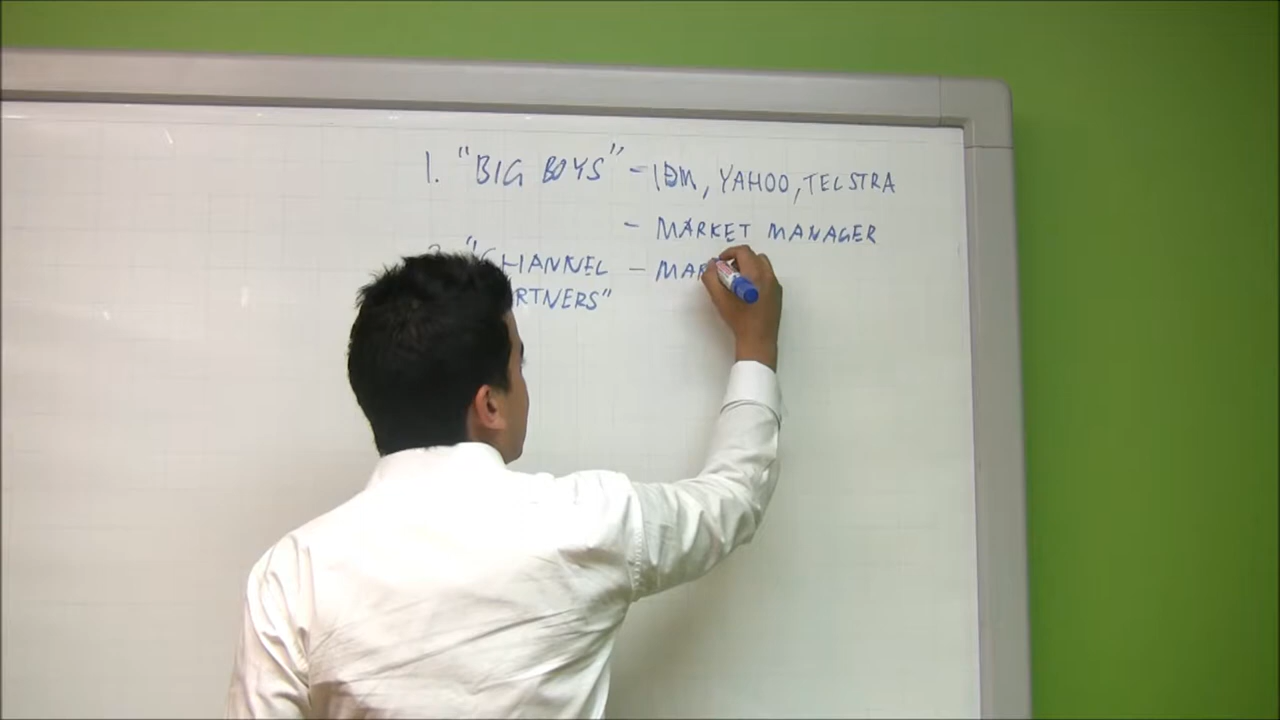 1. "BIG BOYS" - IBM, YAHOO, TELSTRA
- MARKET MANAGER
"CHANNEL - MAR
RTNERS"